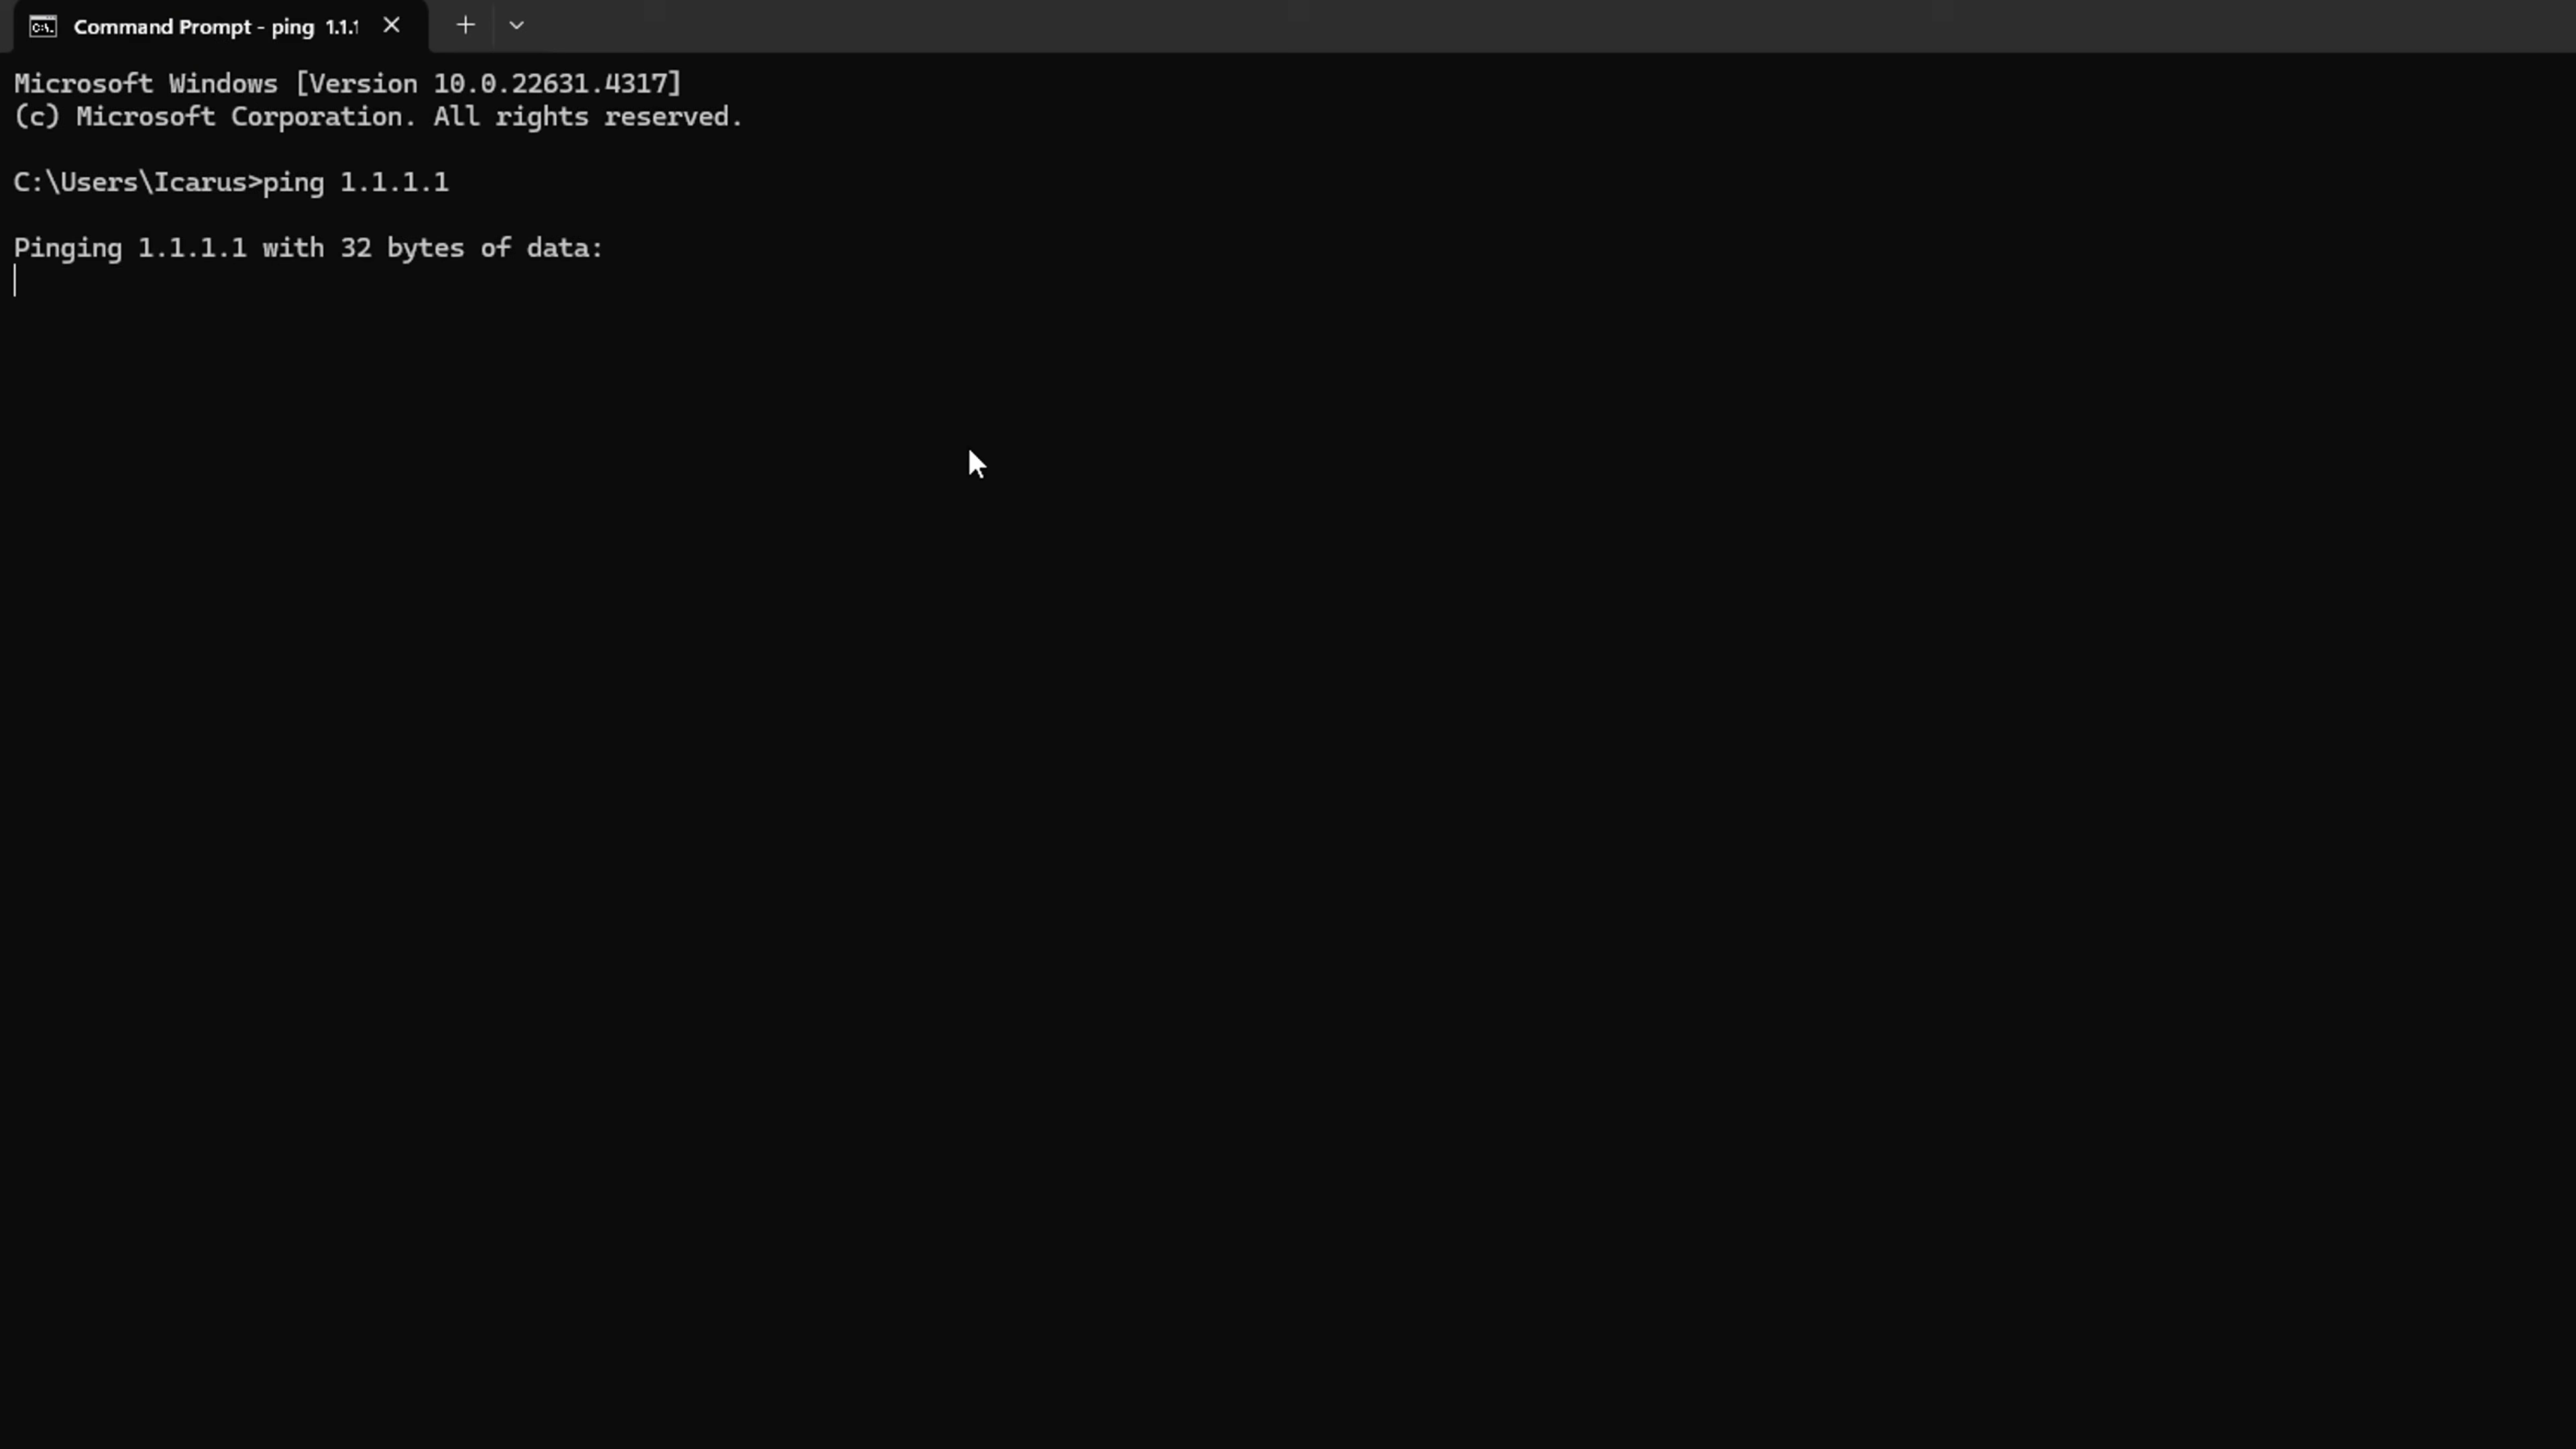 Command Prompt - ping 1.1.1
Microsoft Windows [Version 10.0.22631.4317]
(c) Microsoft Corporation. All rights reserved.
C:\Users\Icarus>ping 1.1.1.1
Pinging 1.1.1.1 with 32 bytes of data: